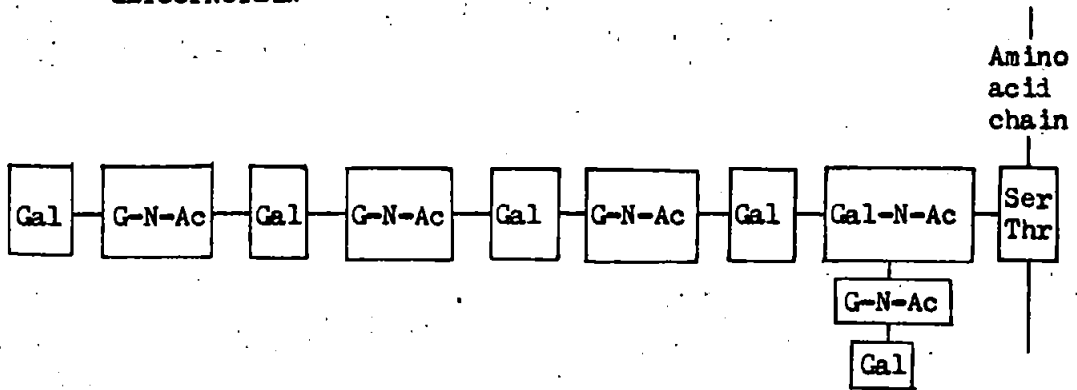 Amino
acid
chain
Gal G-N-Ac Gal G-N-Ac Gal G-N-Ac Gal Gal-N-Ac Ser
Thr
G-N-Ac
Gal